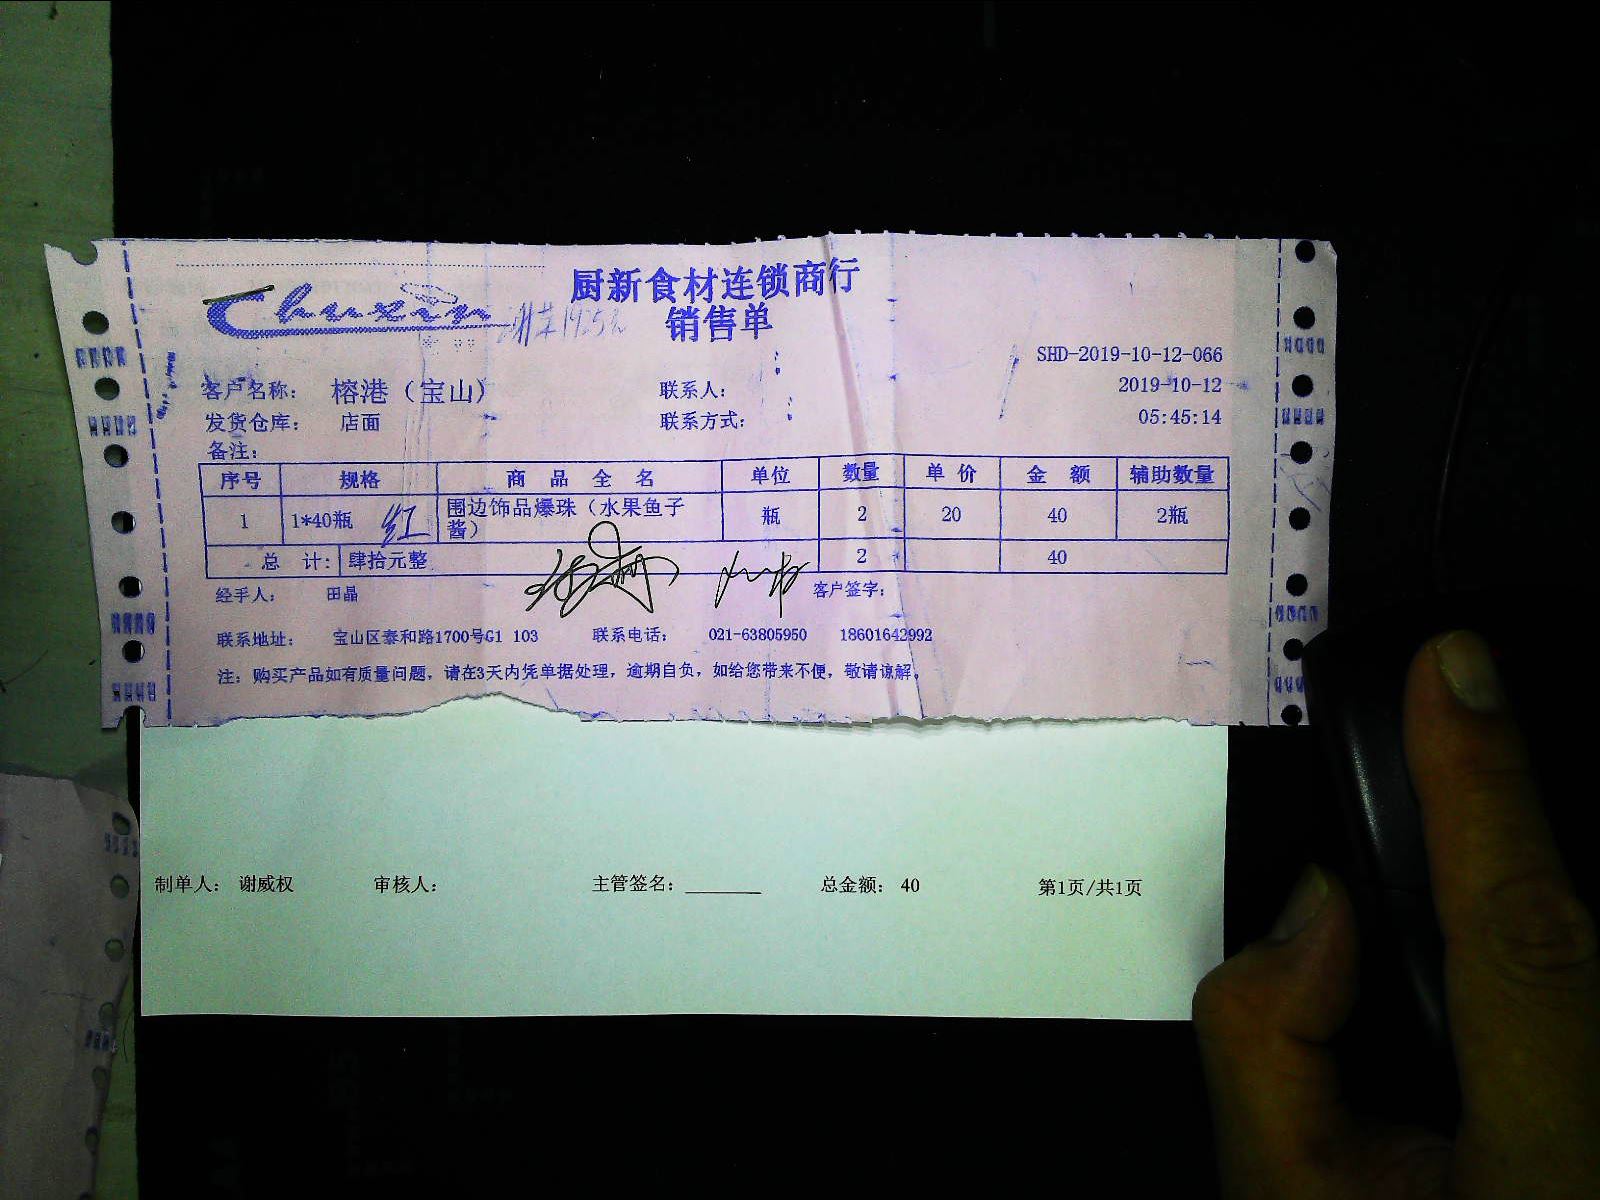 Chuxin
厨新食材连锁商行
销售单
SHD-2019-10-12-066
客户名称： 榕港（宝山） 联系人： 2019-10-12
发货仓库： 店面 联系方式： 05:45:14
备注：
序号 规格 商 品 全 名 单位 数量 单 价 金 额 辅助数量
1 1*40瓶 红 围边饰品爆珠（水果鱼子酱） 瓶 2 20 40 2瓶
总 计： 肆拾元整 2 40
经手人： 田晶 客户签字：
联系地址： 宝山区泰和路1700号G1 103 联系电话： 021-63805950 18601642992
注：购买产品如有质量问题，请在3天内凭单据处理，逾期自负，如给您带来不便，敬请谅解。
制单人： 谢威权 审核人： 主管签名：_______ 总金额： 40 第1页/共1页